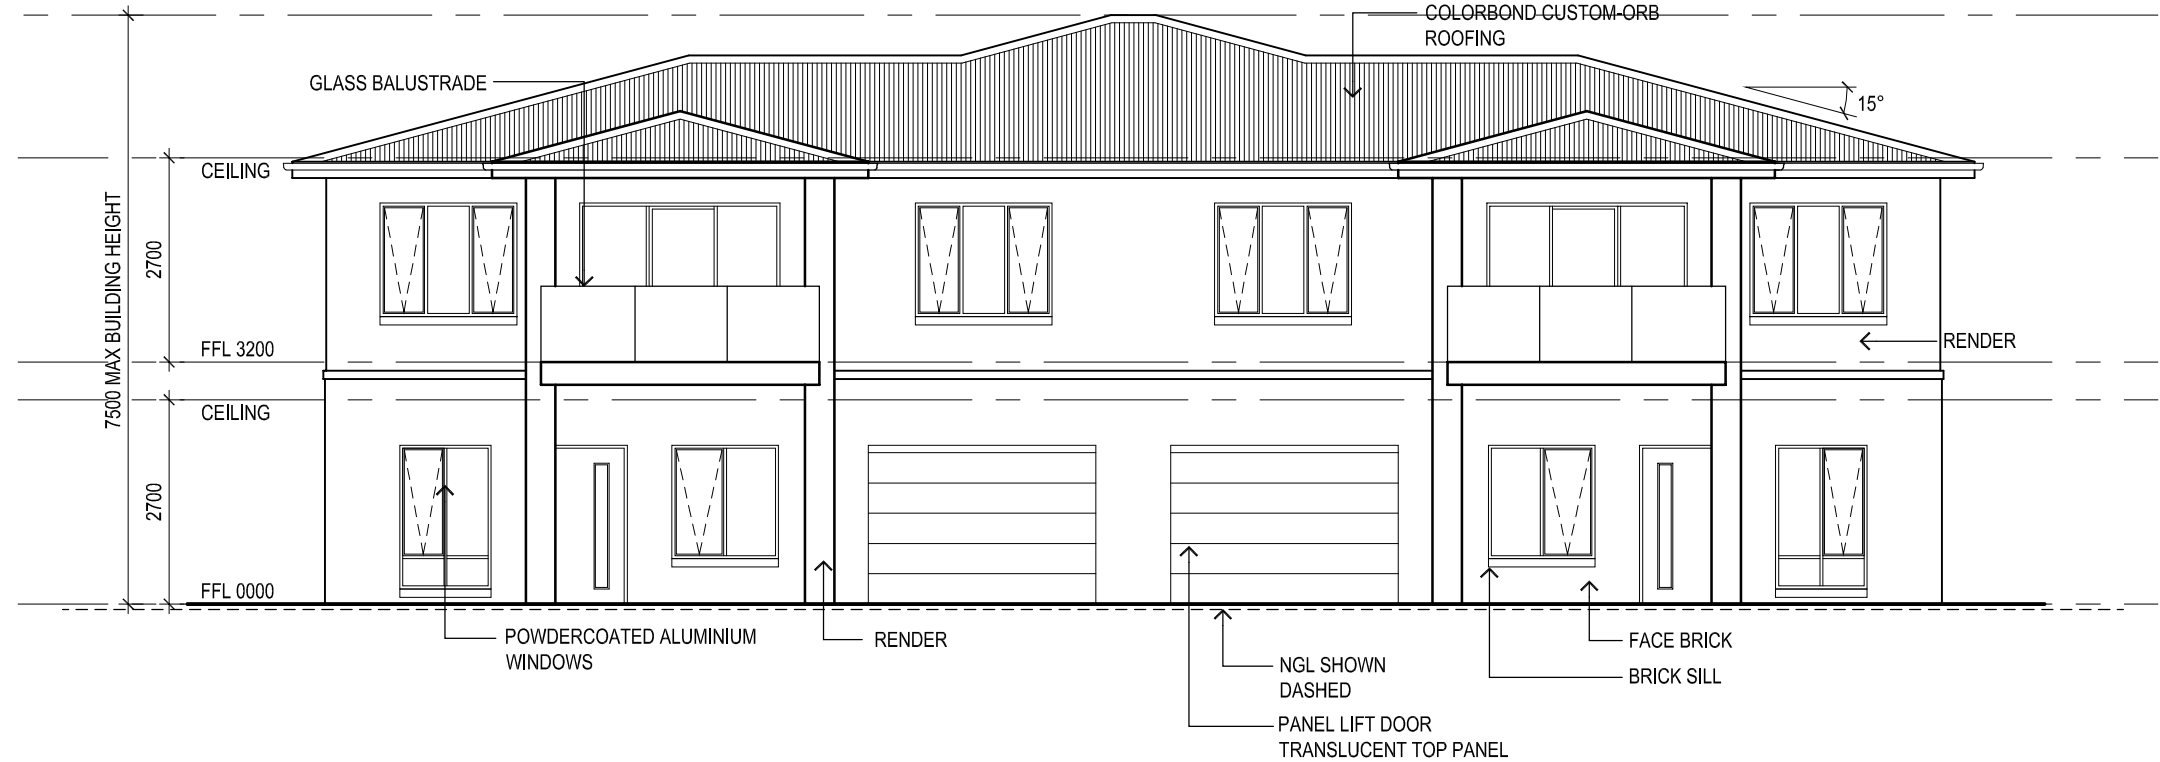 COLORBOND CUSTOM-ORB
ROOFING
GLASS BALUSTRADE
15°
CEILING
7500 MAX BUILDING HEIGHT
2700
FFL 3200
RENDER
CEILING
2700
FFL 0000
POWDERCOATED ALUMINIUM
WINDOWS
RENDER
FACE BRICK
NGL SHOWN
DASHED
BRICK SILL
PANEL LIFT DOOR
TRANSLUCENT TOP PANEL